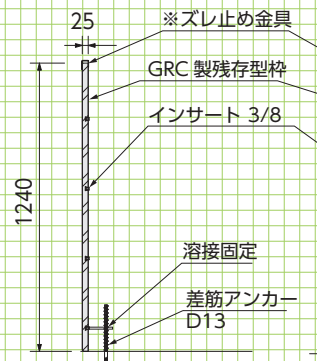 25
※ズレ止め金具
GRC 製残存型枠
インサート 3/8
1240
溶接固定
差筋アンカー
D13